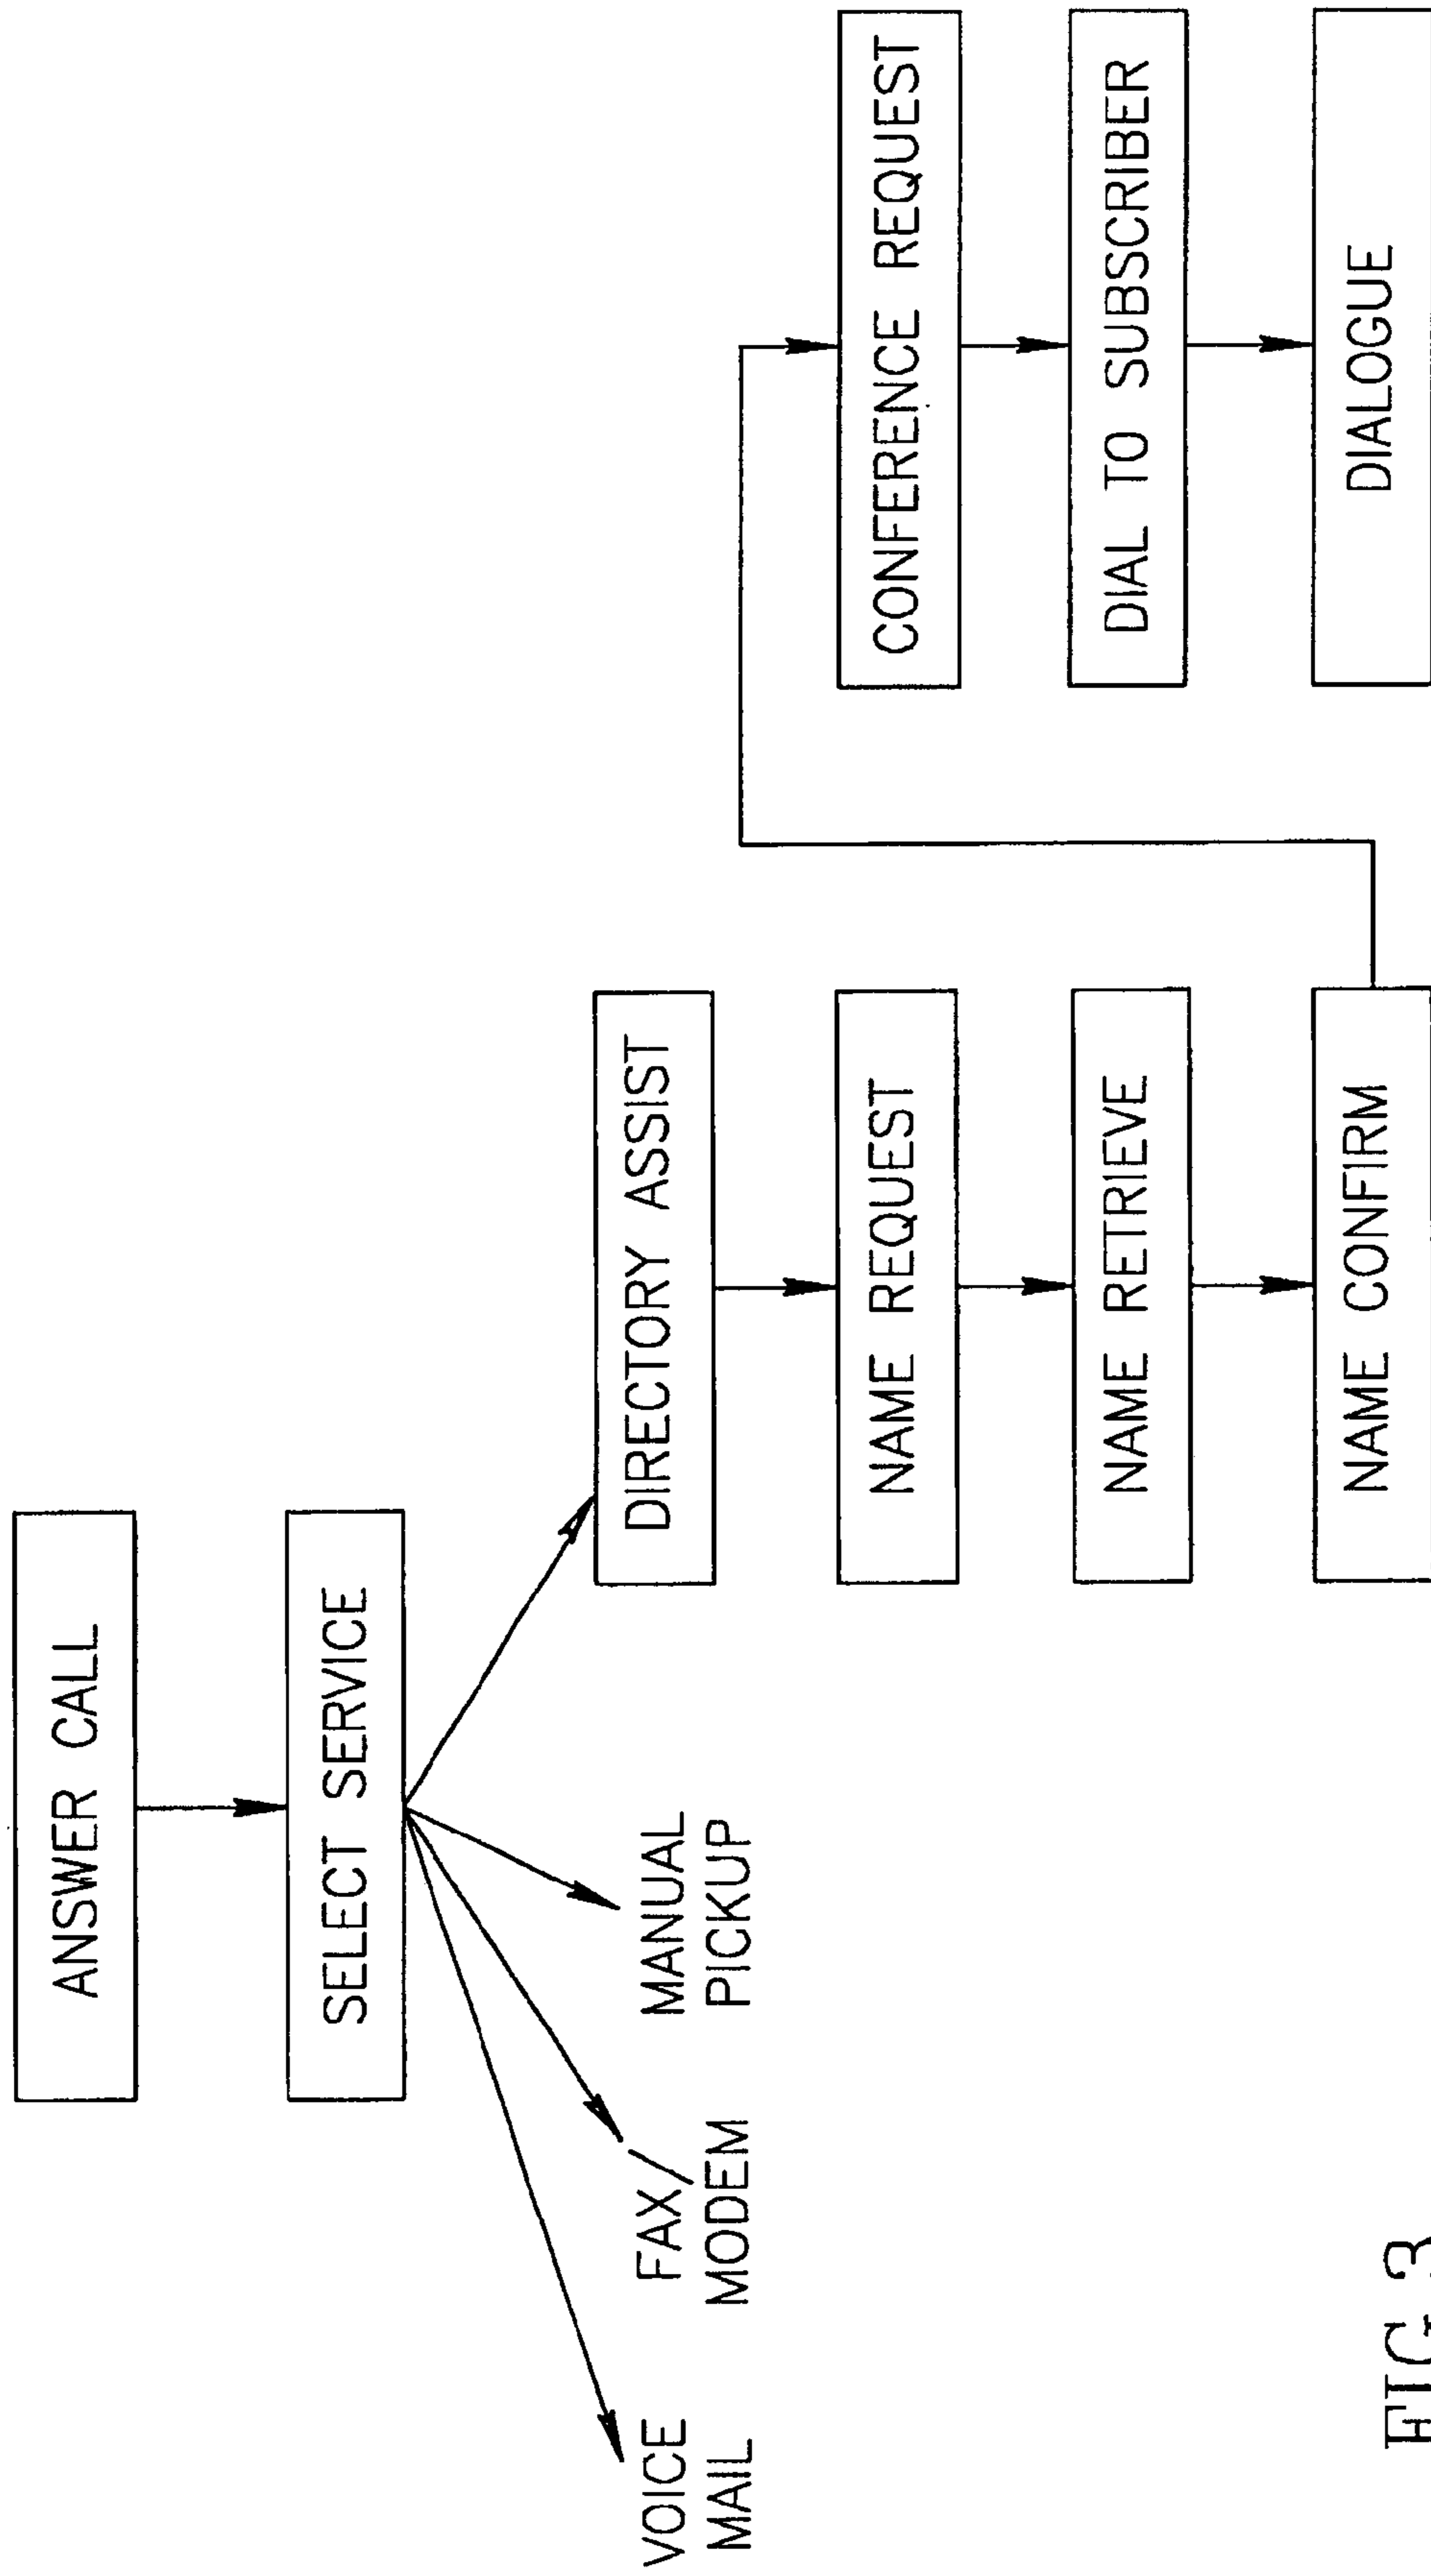 ANSWER CALL
SELECT SERVICE
VOICE
MAIL
FAX/
MODEM
MANUAL
PICKUP
DIRECTORY ASSIST
NAME REQUEST
NAME RETRIEVE
NAME CONFIRM
CONFERENCE REQUEST
DIAL TO SUBSCRIBER
DIALOGUE
FIG.3